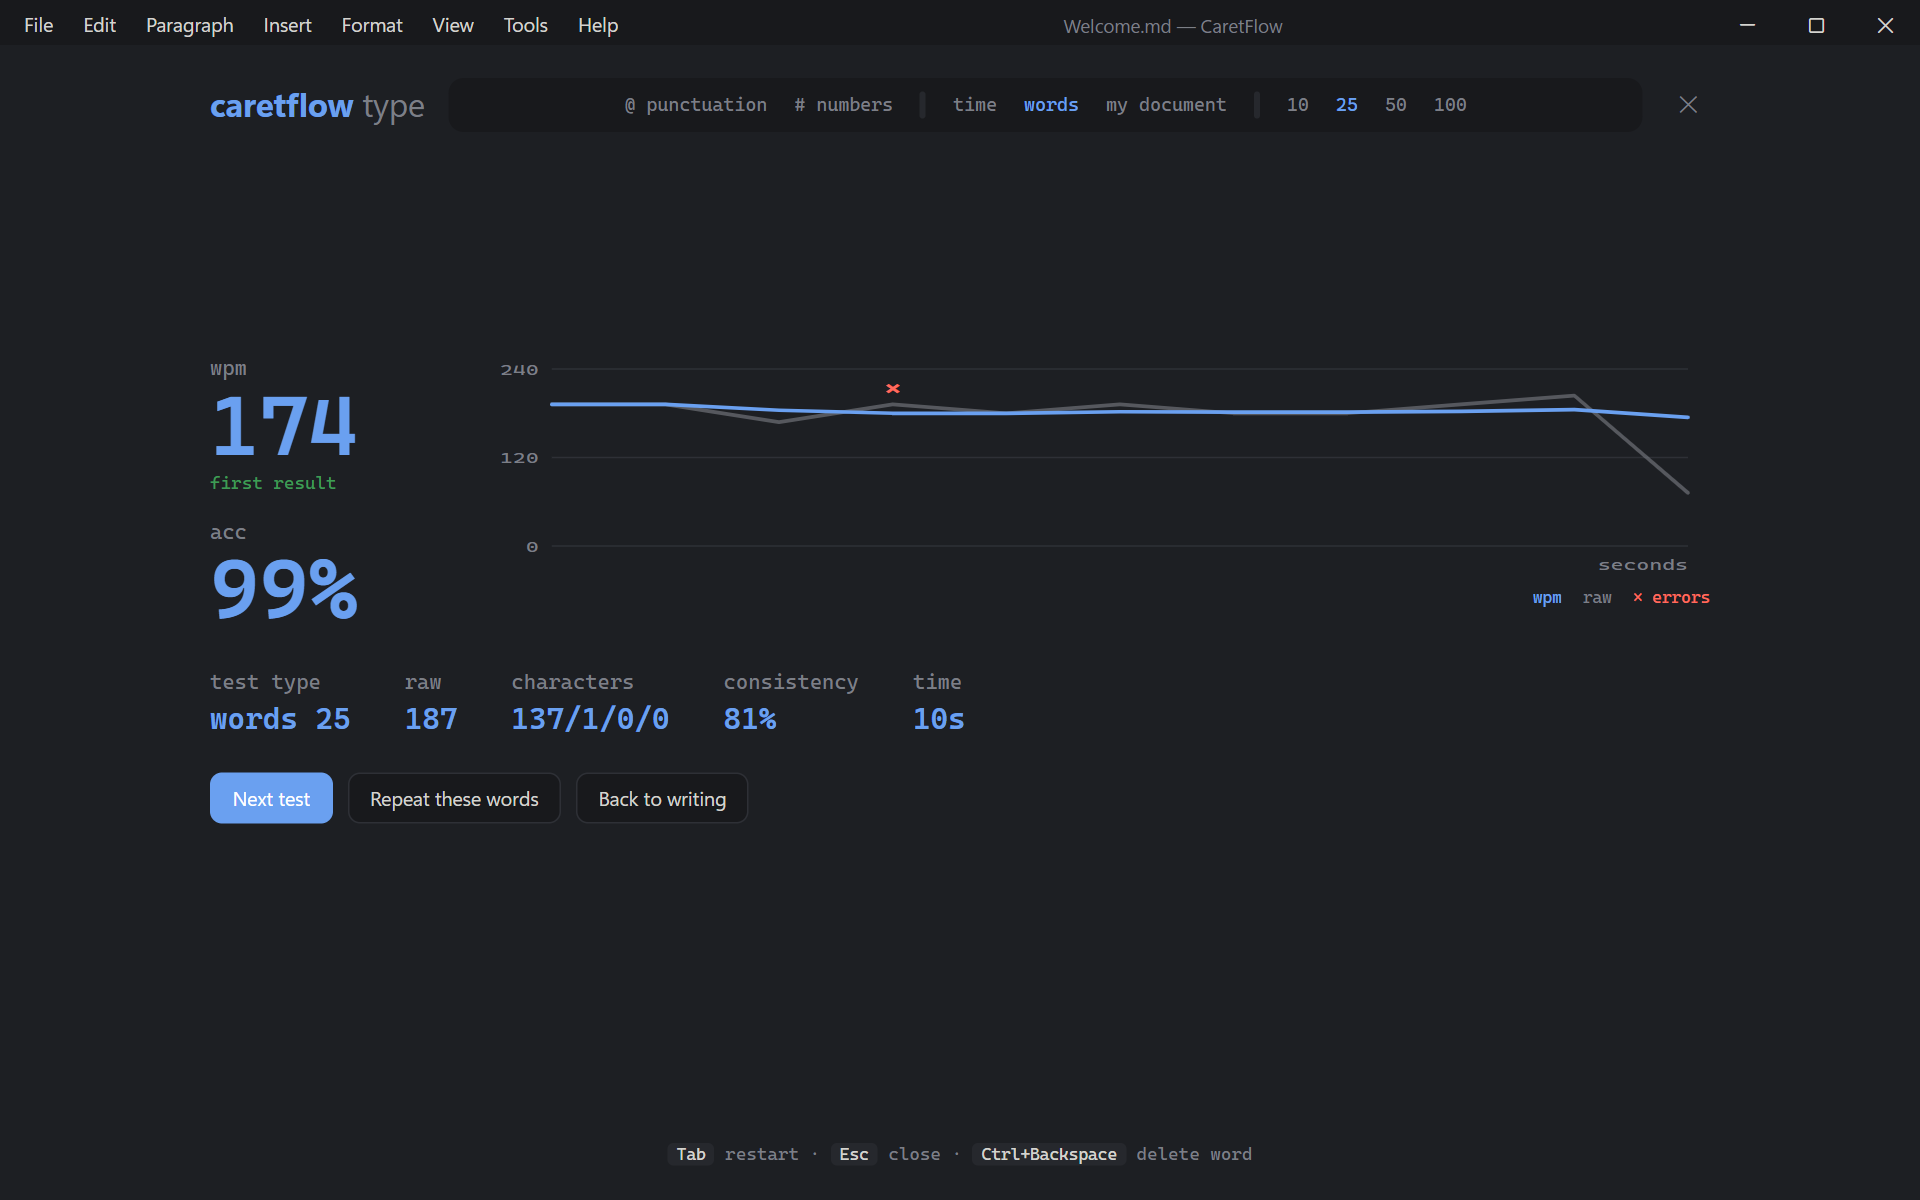 File Edit Paragraph Insert Format View Tools Help Welcome.md — CaretFlow
caretflow type @ punctuation # numbers time words my document 10 25 50 100
wpm
174
first result
acc
99%
240
120
0
seconds
wpm raw × errors
test type raw characters consistency time
words 25 187 137/1/0/0 81% 10s
Next test Repeat these words Back to writing
Tab restart · Esc close · Ctrl+Backspace delete word